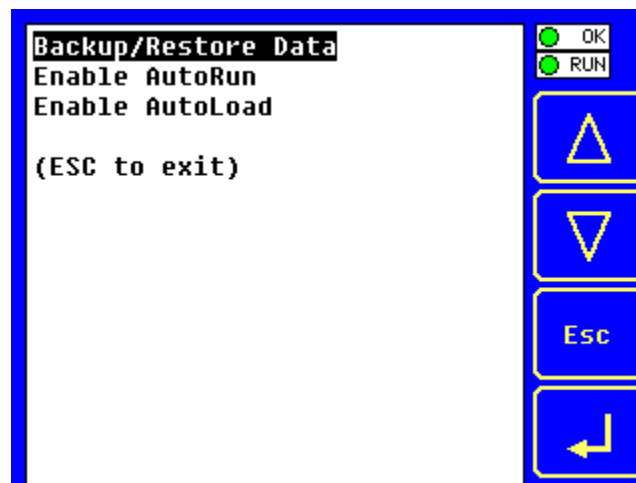 Backup/Restore Data
Enable AutoRun
Enable AutoLoad
(ESC to exit)
OK
RUN
Esc